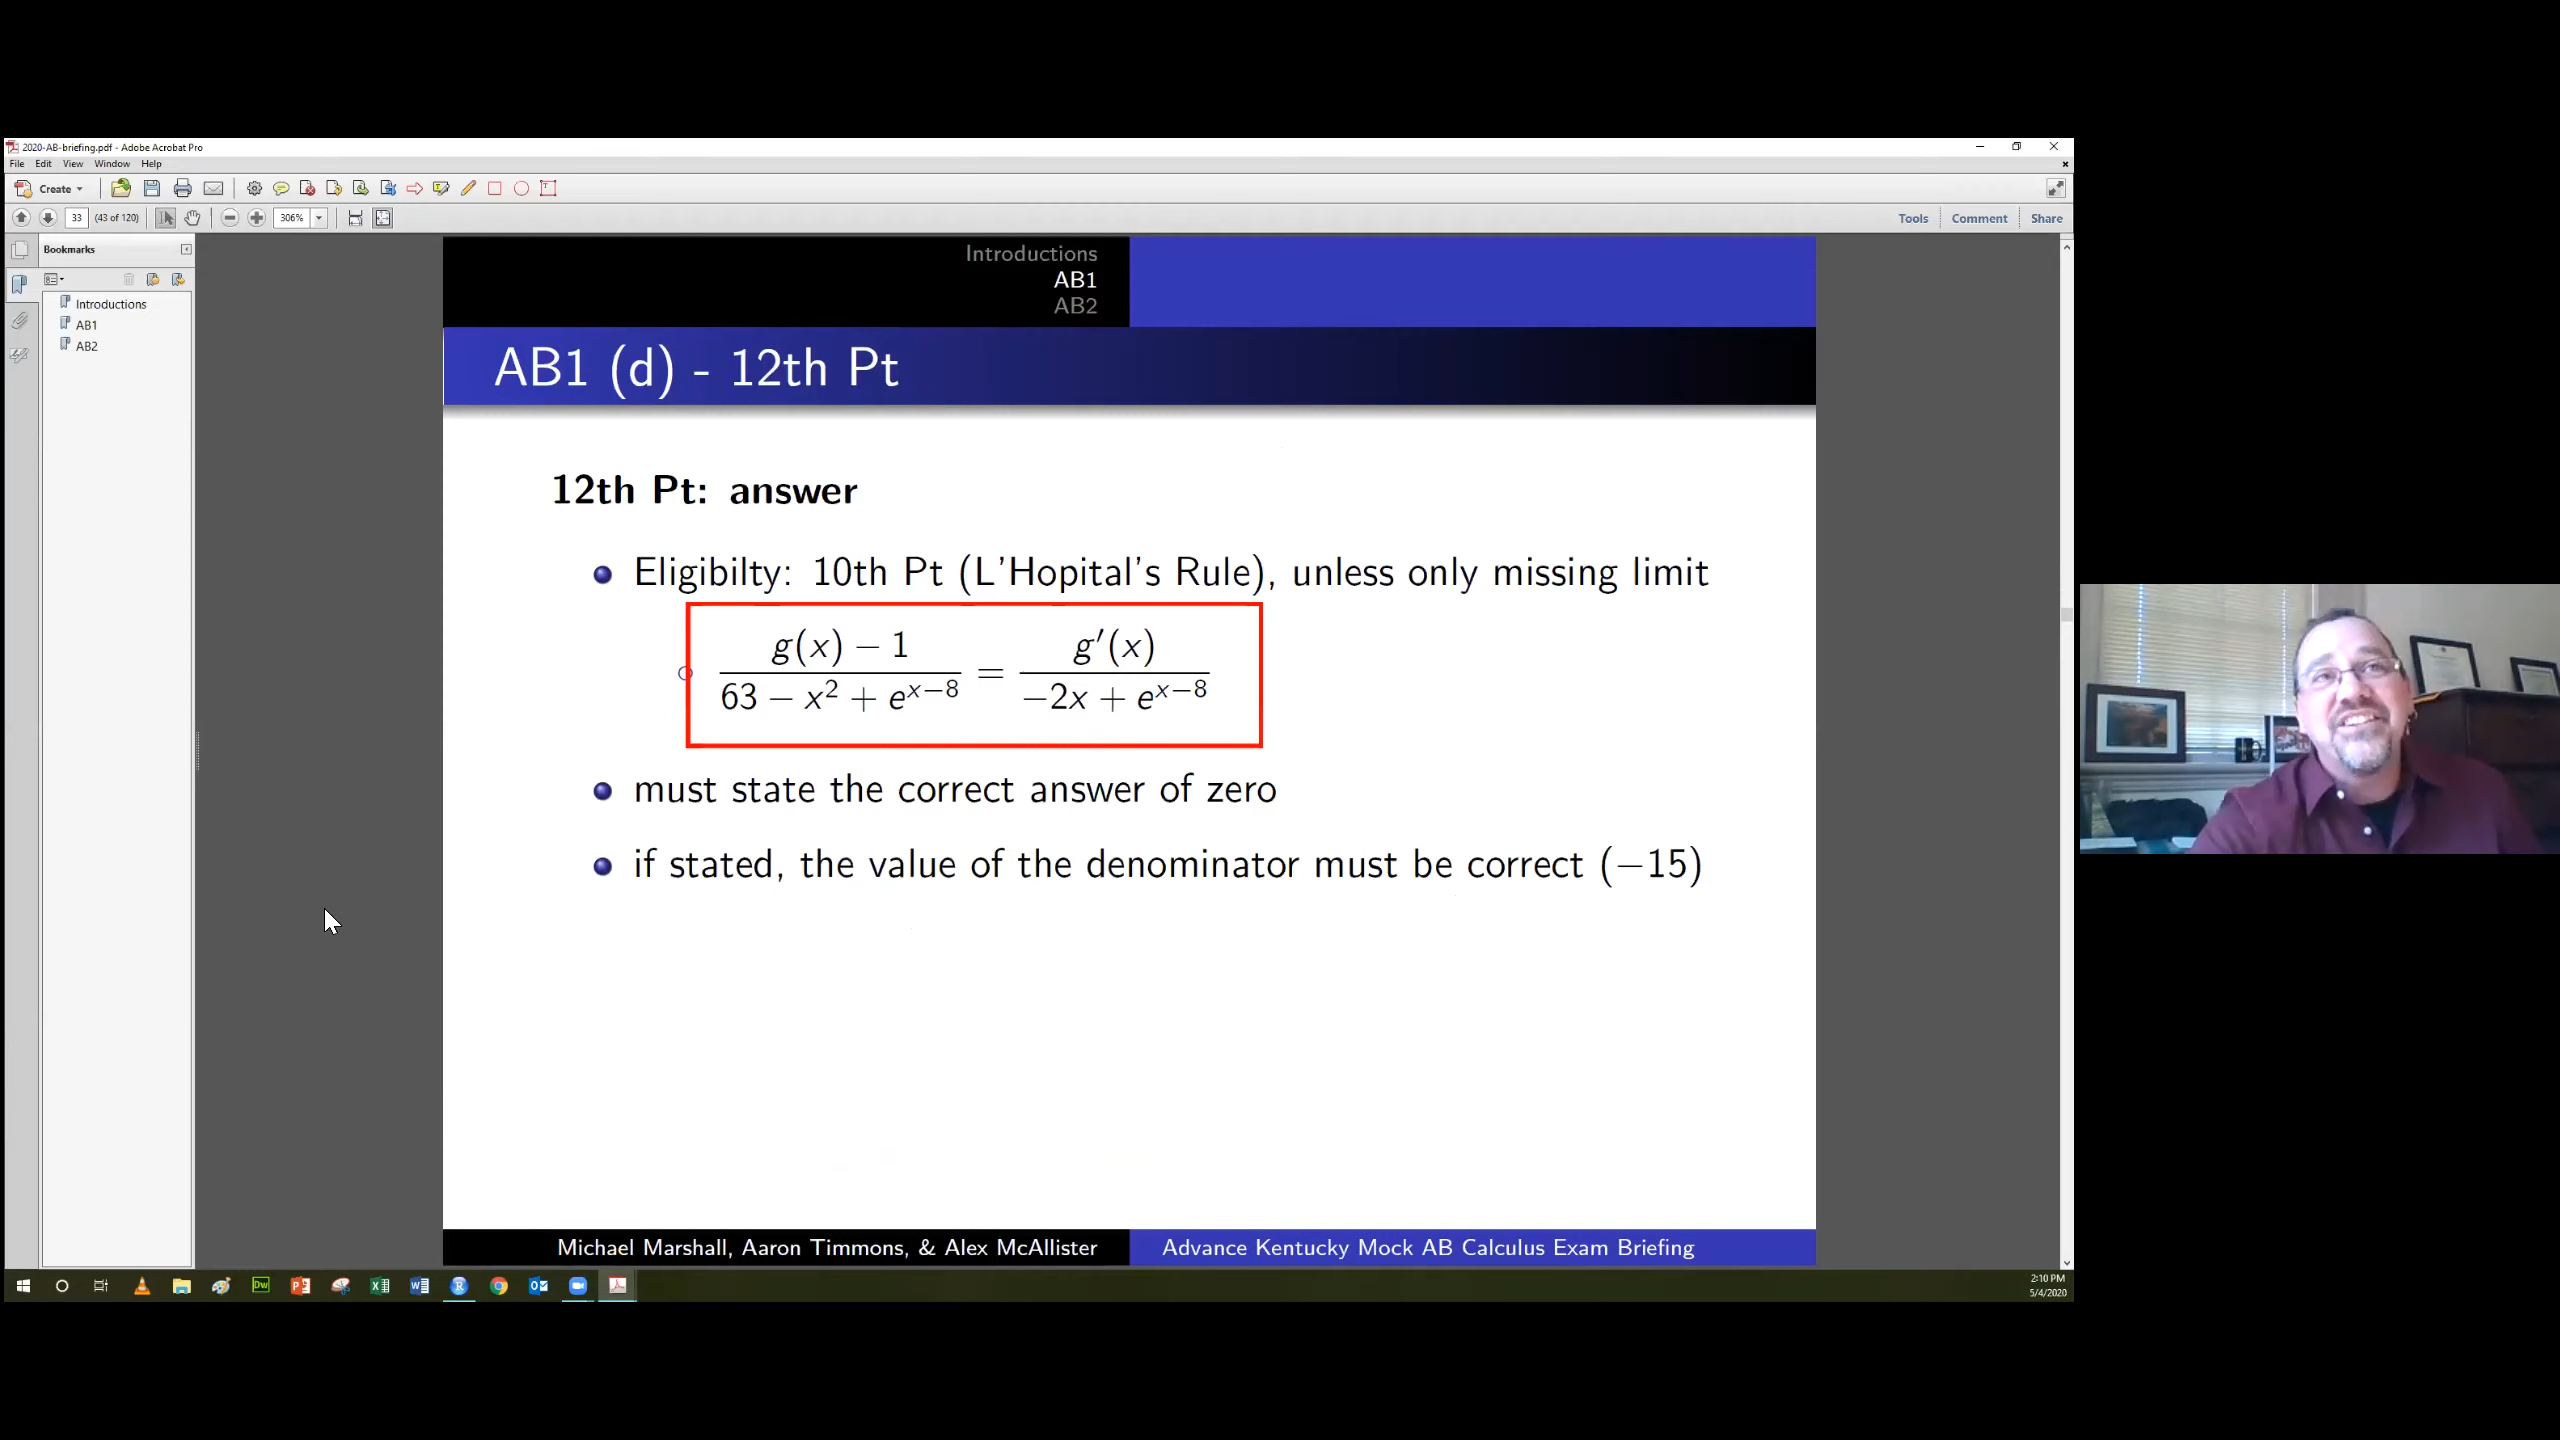 2020-AB-briefing.pdf - Adobe Acrobat Pro
File Edit View Window Help
Create
33 (43 of 120) 306% Tools Comment Share
Bookmarks
Introductions
AB1
AB2
Introductions
AB1
AB2
AB1 (d) - 12th Pt
12th Pt: answer
Eligibilty: 10th Pt (L'Hopital's Rule), unless only missing limit
g(x) − 1 / 63 − x² + eˣ⁻⁸ = g′(x) / −2x + eˣ⁻⁸
must state the correct answer of zero
if stated, the value of the denominator must be correct (−15)
Michael Marshall, Aaron Timmons, & Alex McAllister Advance Kentucky Mock AB Calculus Exam Briefing
2:10 PM
5/4/2020